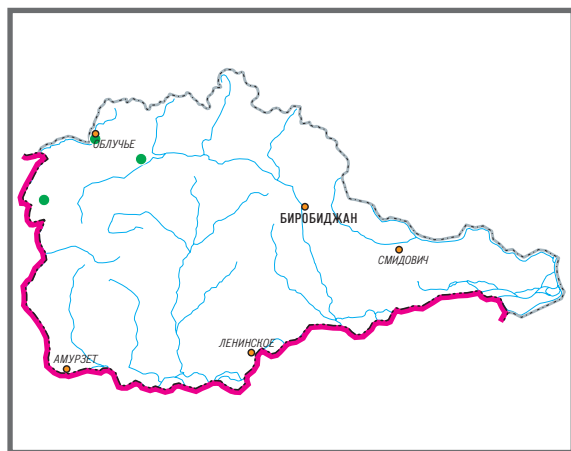 ОБЛУЧЬЕ
БИРОБИДЖАН
СМИДОВИЧ
ЛЕНИНСКОЕ
АМУРЗЕТ